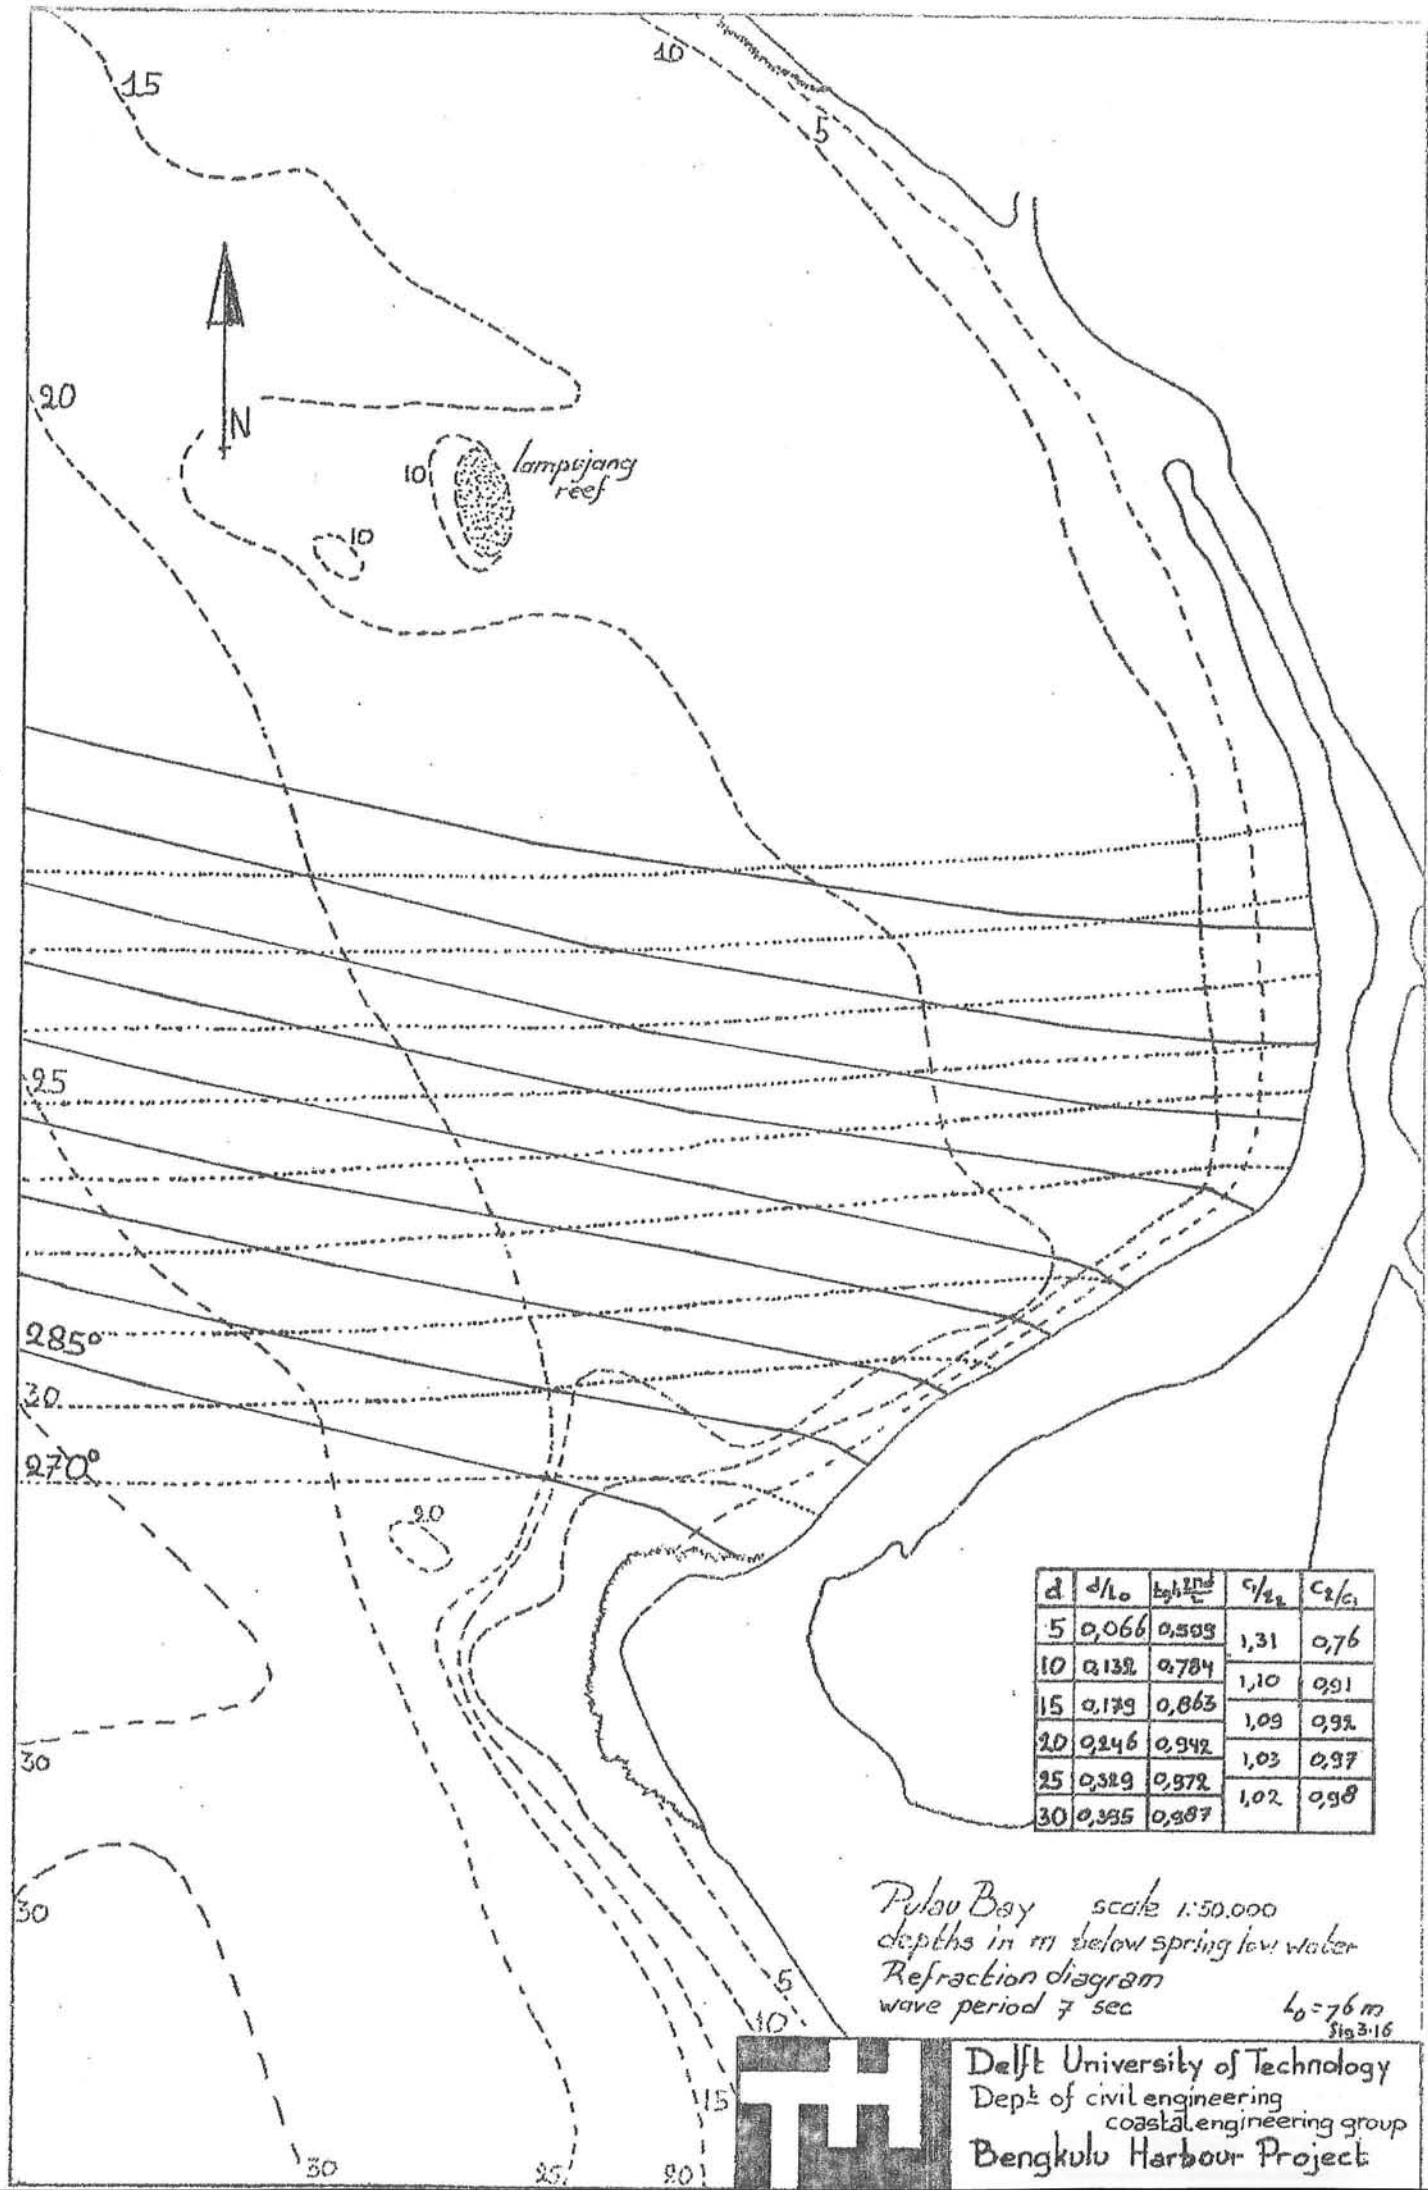 10
15
5
20
N
10 lampujang
reef
10
25
285°
30
270°
20
d d/L₀ tgh 2πd/L c₁/c₂ c₂/c₁
5 0,066 0,593 1,31 0,76
10 0,132 0,784 1,10 0,91
15 0,179 0,863 1,09 0,92
20 0,246 0,942 1,03 0,97
25 0,329 0,972 1,02 0,98
30 0,395 0,987
30
30
Pulau Bay scale 1:50.000
depths in m below spring low water
Refraction diagram
wave period 7 sec L₀=76 m
fig 3.16
5
10
15
30
25
20
Delft University of Technology
Dept of civil engineering
coastal engineering group
Bengkulu Harbour Project